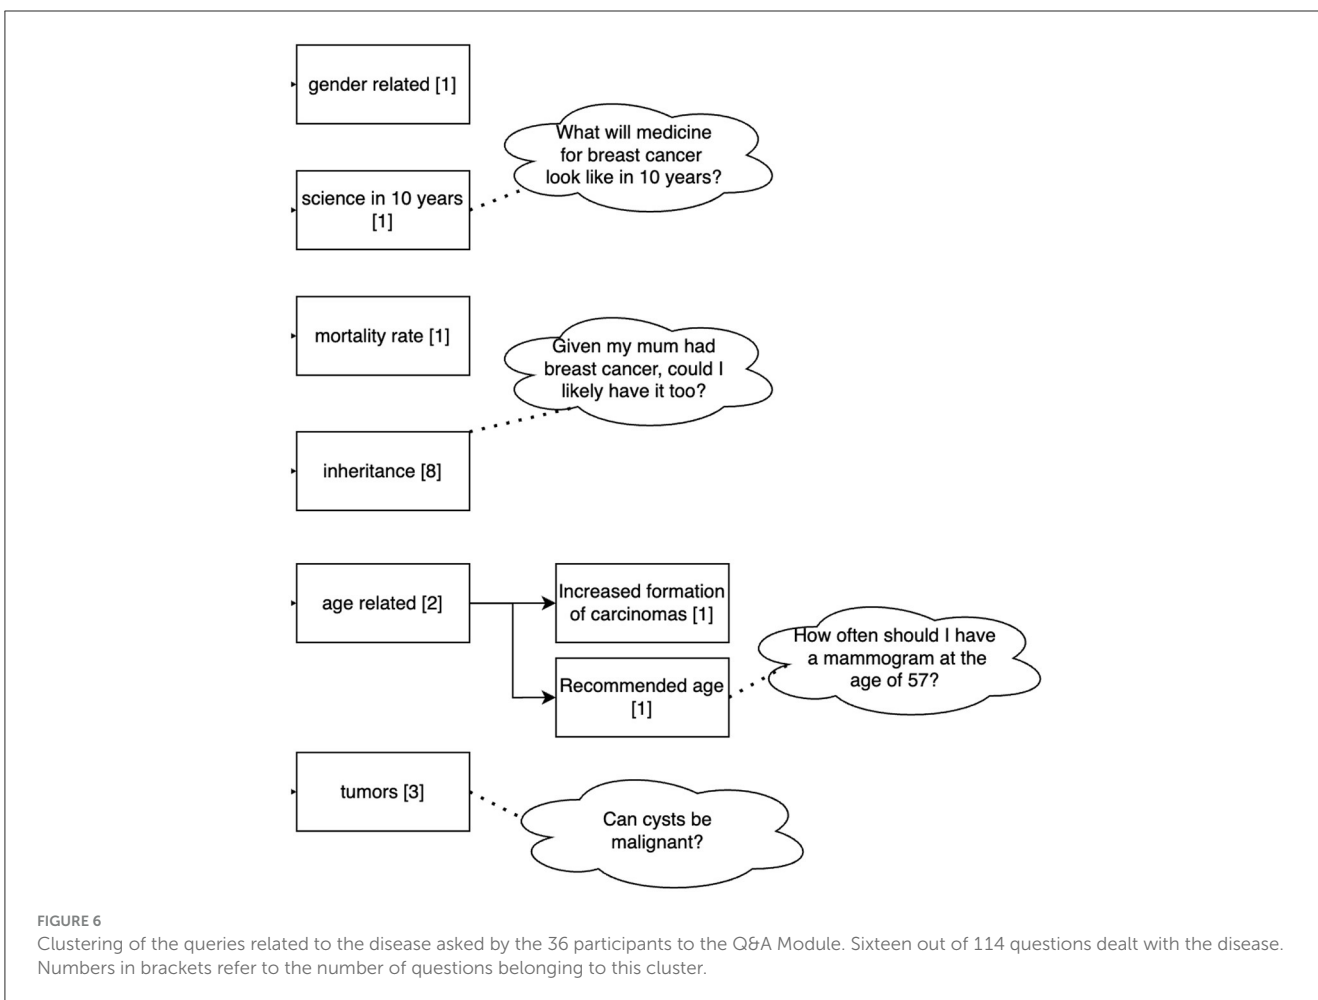 gender related [1]
What will medicine
for breast cancer
look like in 10 years?
science in 10 years
[1]
mortality rate [1]
Given my mum had
breast cancer, could I
likely have it too?
inheritance [8]
age related [2]
Increased formation
of carcinomas [1]
How often should I have
a mammogram at the
age of 57?
Recommended age
[1]
tumors [3]
Can cysts be
malignant?
FIGURE 6
Clustering of the queries related to the disease asked by the 36 participants to the Q&A Module. Sixteen out of 114 questions dealt with the disease.
Numbers in brackets refer to the number of questions belonging to this cluster.